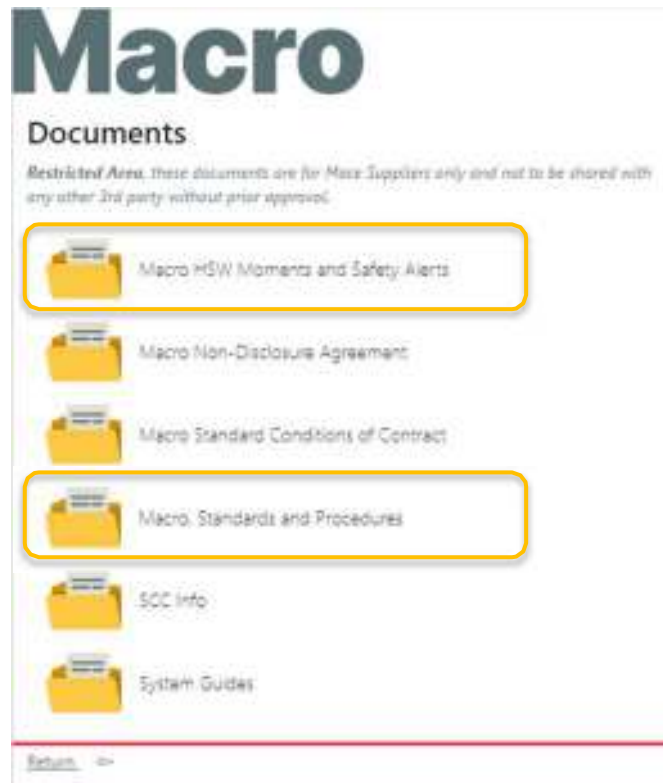 Macro
Documents
Restricted Area, these documents are for Mace Suppliers only and not to be shared with
any other 3rd party without prior approval.
Macro HSW Moments and Safety Alerts
Macro Non-Disclosure Agreement
Macro Standard Conditions of Contract
Macro, Standards and Procedures
SCC Info
System Guides
Return